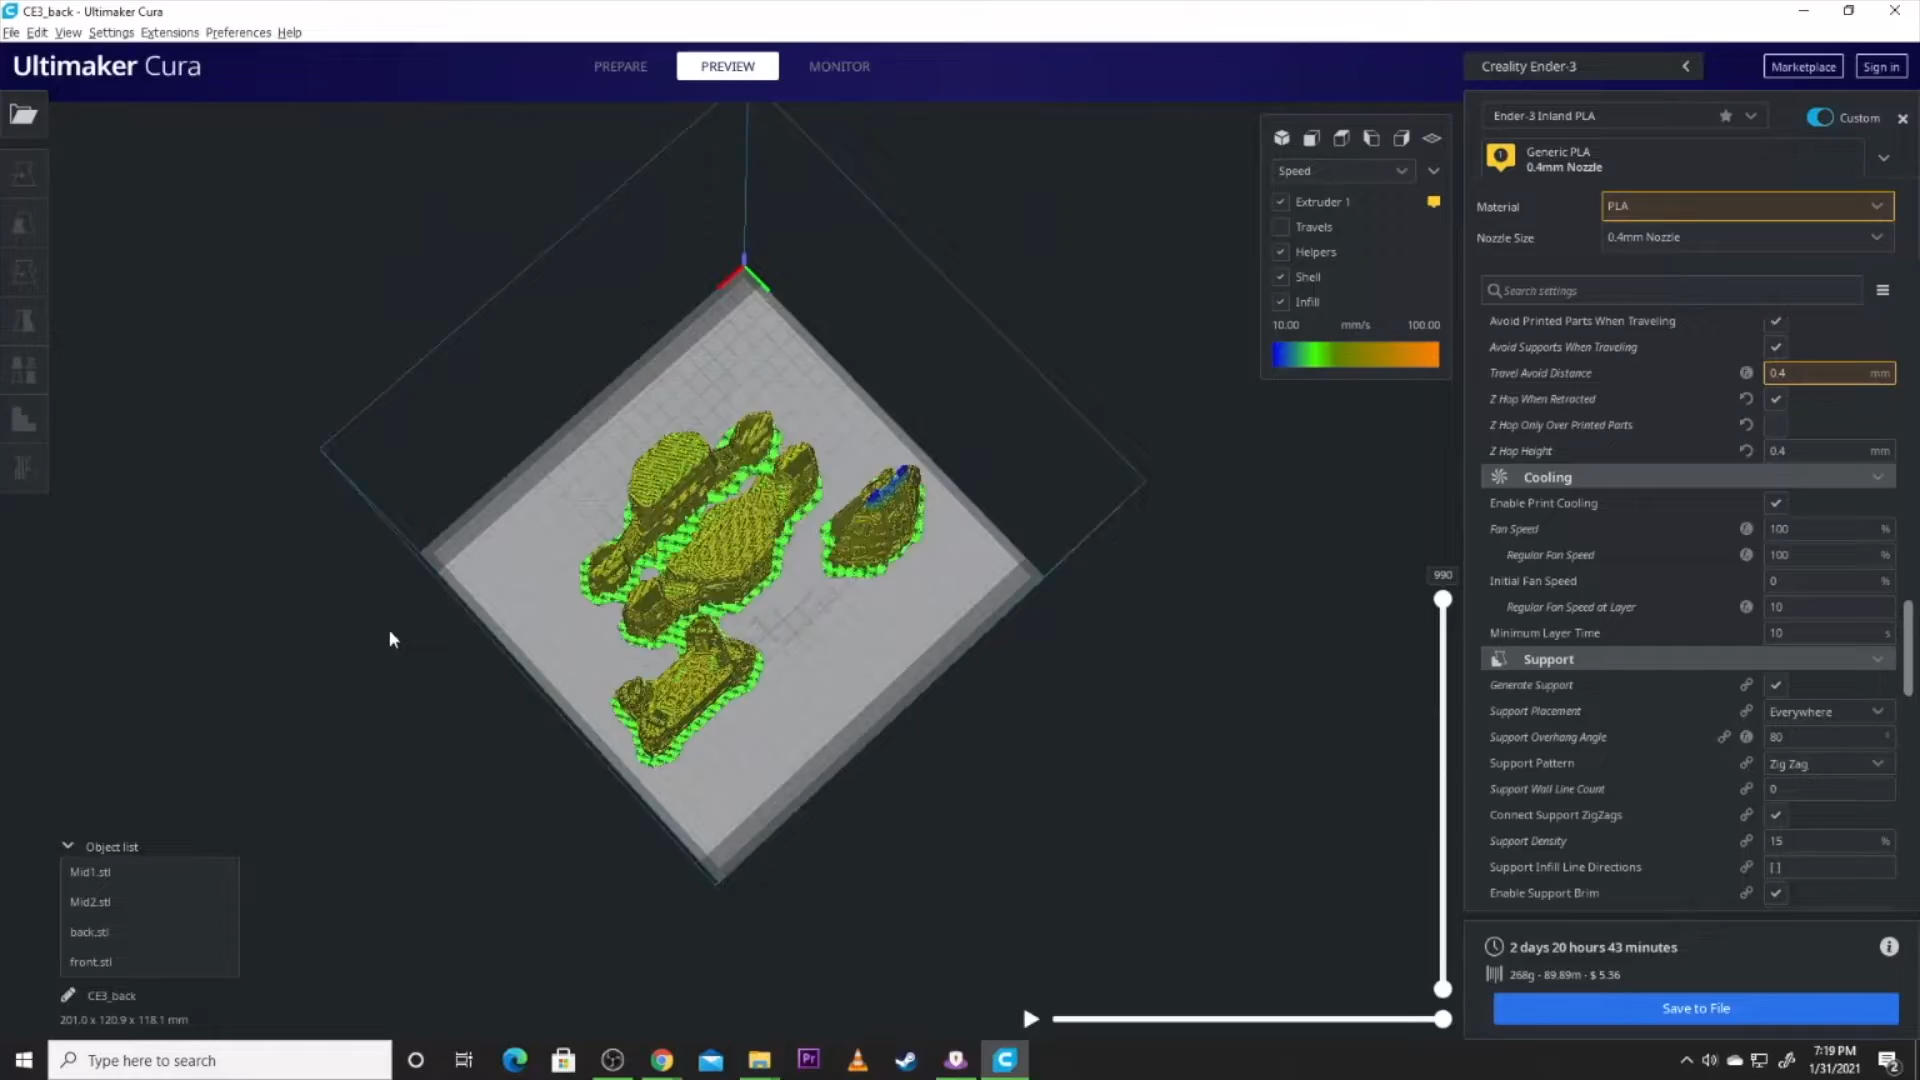 CE3_back - Ultimaker Cura
File Edit View Settings Extensions Preferences Help
Ultimaker Cura
PREPARE
PREVIEW
MONITOR
Creality Ender-3
Marketplace
Sign in
Ender-3 Inland PLA
Custom
1
Generic PLA
0.4mm Nozzle
Material
PLA
Nozzle Size
0.4mm Nozzle
Search settings
Speed
Extruder 1
Travels
Helpers
Shell
Infill
10.00 mm/s 100.00
Avoid Printed Parts When Traveling
Avoid Supports When Traveling
Travel Avoid Distance 0.4 mm
Z Hop When Retracted
Z Hop Only Over Printed Parts
Z Hop Height 0.4 mm
Cooling
Enable Print Cooling
Fan Speed 100 %
Regular Fan Speed 100 %
Initial Fan Speed 0 %
Regular Fan Speed at Layer 10
Minimum Layer Time 10 s
Support
Generate Support
Support Placement Everywhere
Support Overhang Angle 80 °
Support Pattern Zig Zag
Support Wall Line Count 0
Connect Support ZigZags
Support Density 15 %
Support Infill Line Directions [ ]
Enable Support Brim
990
Object list
Mid1.stl
Mid2.stl
back.stl
front.stl
CE3_back
201.0 x 120.9 x 118.1 mm
2 days 20 hours 43 minutes
268g - 89.89m - $ 5.36
Save to File
Type here to search
Pr
7:19 PM
1/31/2021
2